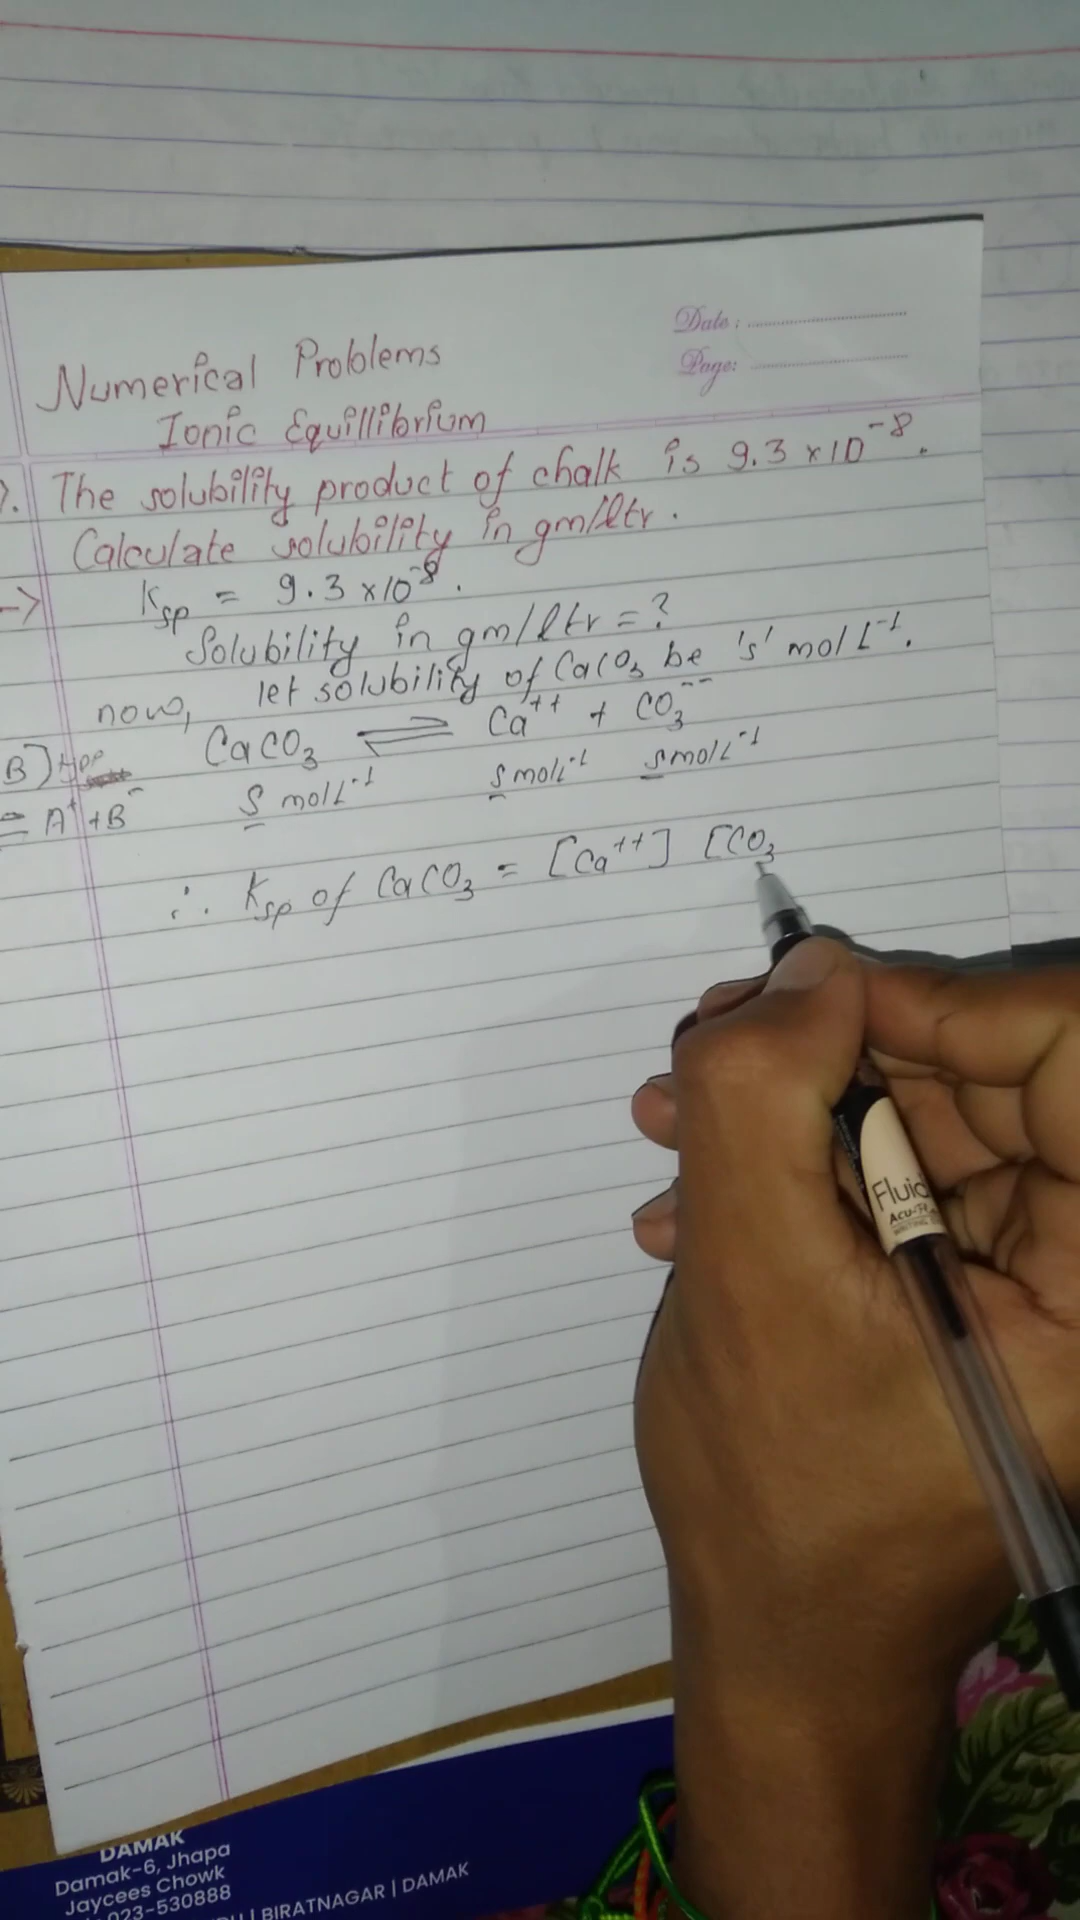 Date:
Page:
Numerical Problems
Ionic Equillibrium
The solubility product of chalk is 9.3 x 10⁻⁸.
Calculate solubility in gm/ltr.
-> Ksp = 9.3 x 10⁻⁸.
Solubility in gm/ltr = ?
now, let solubility of CaCO₃ be 's' mol L⁻¹.
CaCO₃ ⇌ Ca⁺⁺ + CO₃⁻⁻
B)
S mol L⁻¹ s mol L⁻¹ s mol L⁻¹
= A⁺ + B⁻
∴ Ksp of CaCO₃ = [Ca⁺⁺] [CO₃
Fluid
DAMAK
Damak-6, Jhapa
Jaycees Chowk
023-530888
| BIRATNAGAR | DAMAK